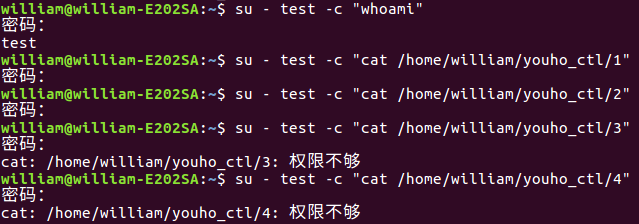 william@william-E202SA:~$ su - test -c "whoami"
密码：
test
william@william-E202SA:~$ su - test -c "cat /home/william/youho_ctl/1"
密码：
william@william-E202SA:~$ su - test -c "cat /home/william/youho_ctl/2"
密码：
william@william-E202SA:~$ su - test -c "cat /home/william/youho_ctl/3"
密码：
cat: /home/william/youho_ctl/3: 权限不够
william@william-E202SA:~$ su - test -c "cat /home/william/youho_ctl/4"
密码：
cat: /home/william/youho_ctl/4: 权限不够